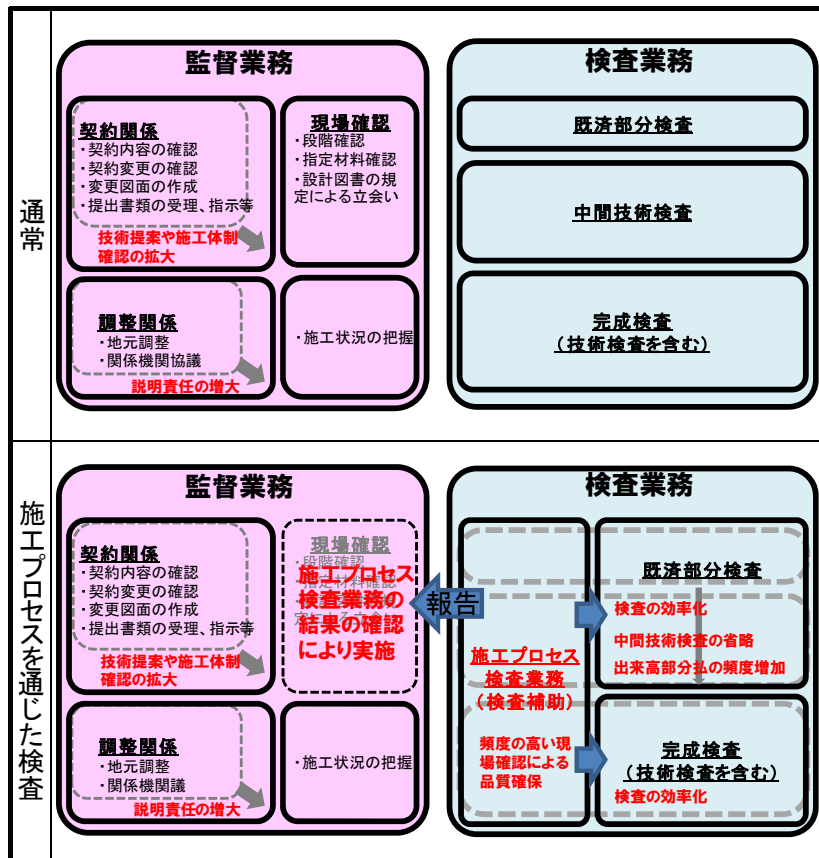 通常
監督業務
契約関係
・契約内容の確認
・契約変更の確認
・変更図面の作成
・提出書類の受理、指示等
技術提案や施工体制
確認の拡大
現場確認
・段階確認
・指定材料確認
・設計図書の規
定による立会い
調整関係
・地元調整
・関係機関協議
説明責任の増大
・施工状況の把握
検査業務
既済部分検査
中間技術検査
完成検査
(技術検査を含む)
施工プロセスを通じた検査
監督業務
契約関係
・契約内容の確認
・契約変更の確認
・変更図面の作成
・提出書類の受理、指示等
技術提案や施工体制
確認の拡大
現場確認
・段階確認
施工プロセス
検査業務の
結果の確認
により実施
調整関係
・地元調整
・関係機関議
説明責任の増大
・施工状況の把握
報告
検査業務
施工プロセス
検査業務
(検査補助)
頻度の高い現
場確認による
品質確保
既済部分検査
検査の効率化
中間技術検査の省略
出来高部分払の頻度増加
完成検査
(技術検査を含む)
検査の効率化